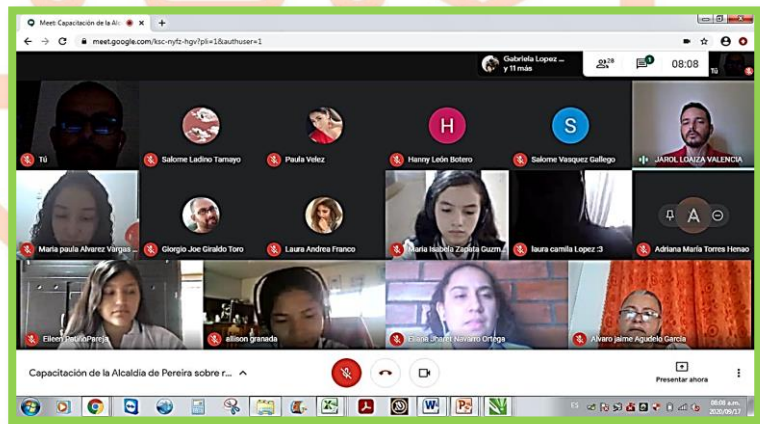 Meet: Capacitación de la Alc
meet.google.com/ksc-nyfz-hgv?pli=1&authuser=1
Gabriela Lopez ...
y 11 más
28
1
08:08
Tú
Tú
Salome Ladino Tamayo
Paula Velez
H
Hanny León Botero
S
Salome Vasquez Gallego
JAROL LOAIZA VALENCIA
Maria paula Alvarez Vargas
Giorgio Joe Giraldo Toro
Laura Andrea Franco
Maria Isabela Zapata Guzm...
laura camila Lopez :3
A
Adriana María Torres Henao
Eileen PatiñoPareja
allison granada
Eliana Jhafer Navarro Ortega
Alvaro jaime Agudelo García
Capacitación de la Alcaldía de Pereira sobre r...
Presentar ahora
ES
08:08 a.m.
2020/09/17